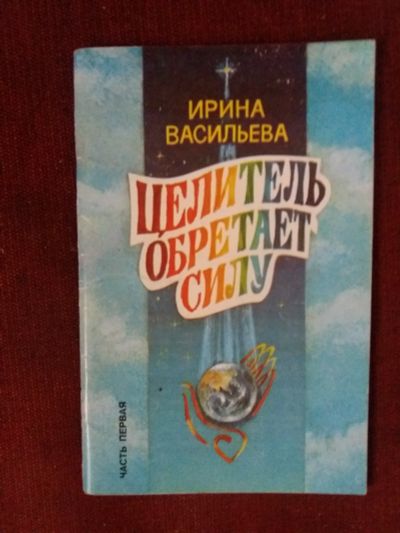 ИРИНА
ВАСИЛЬЕВА
ЦЕЛИТЕЛЬ
ОБРЕТАЕТ
СИЛУ
ЧАСТЬ ПЕРВАЯ